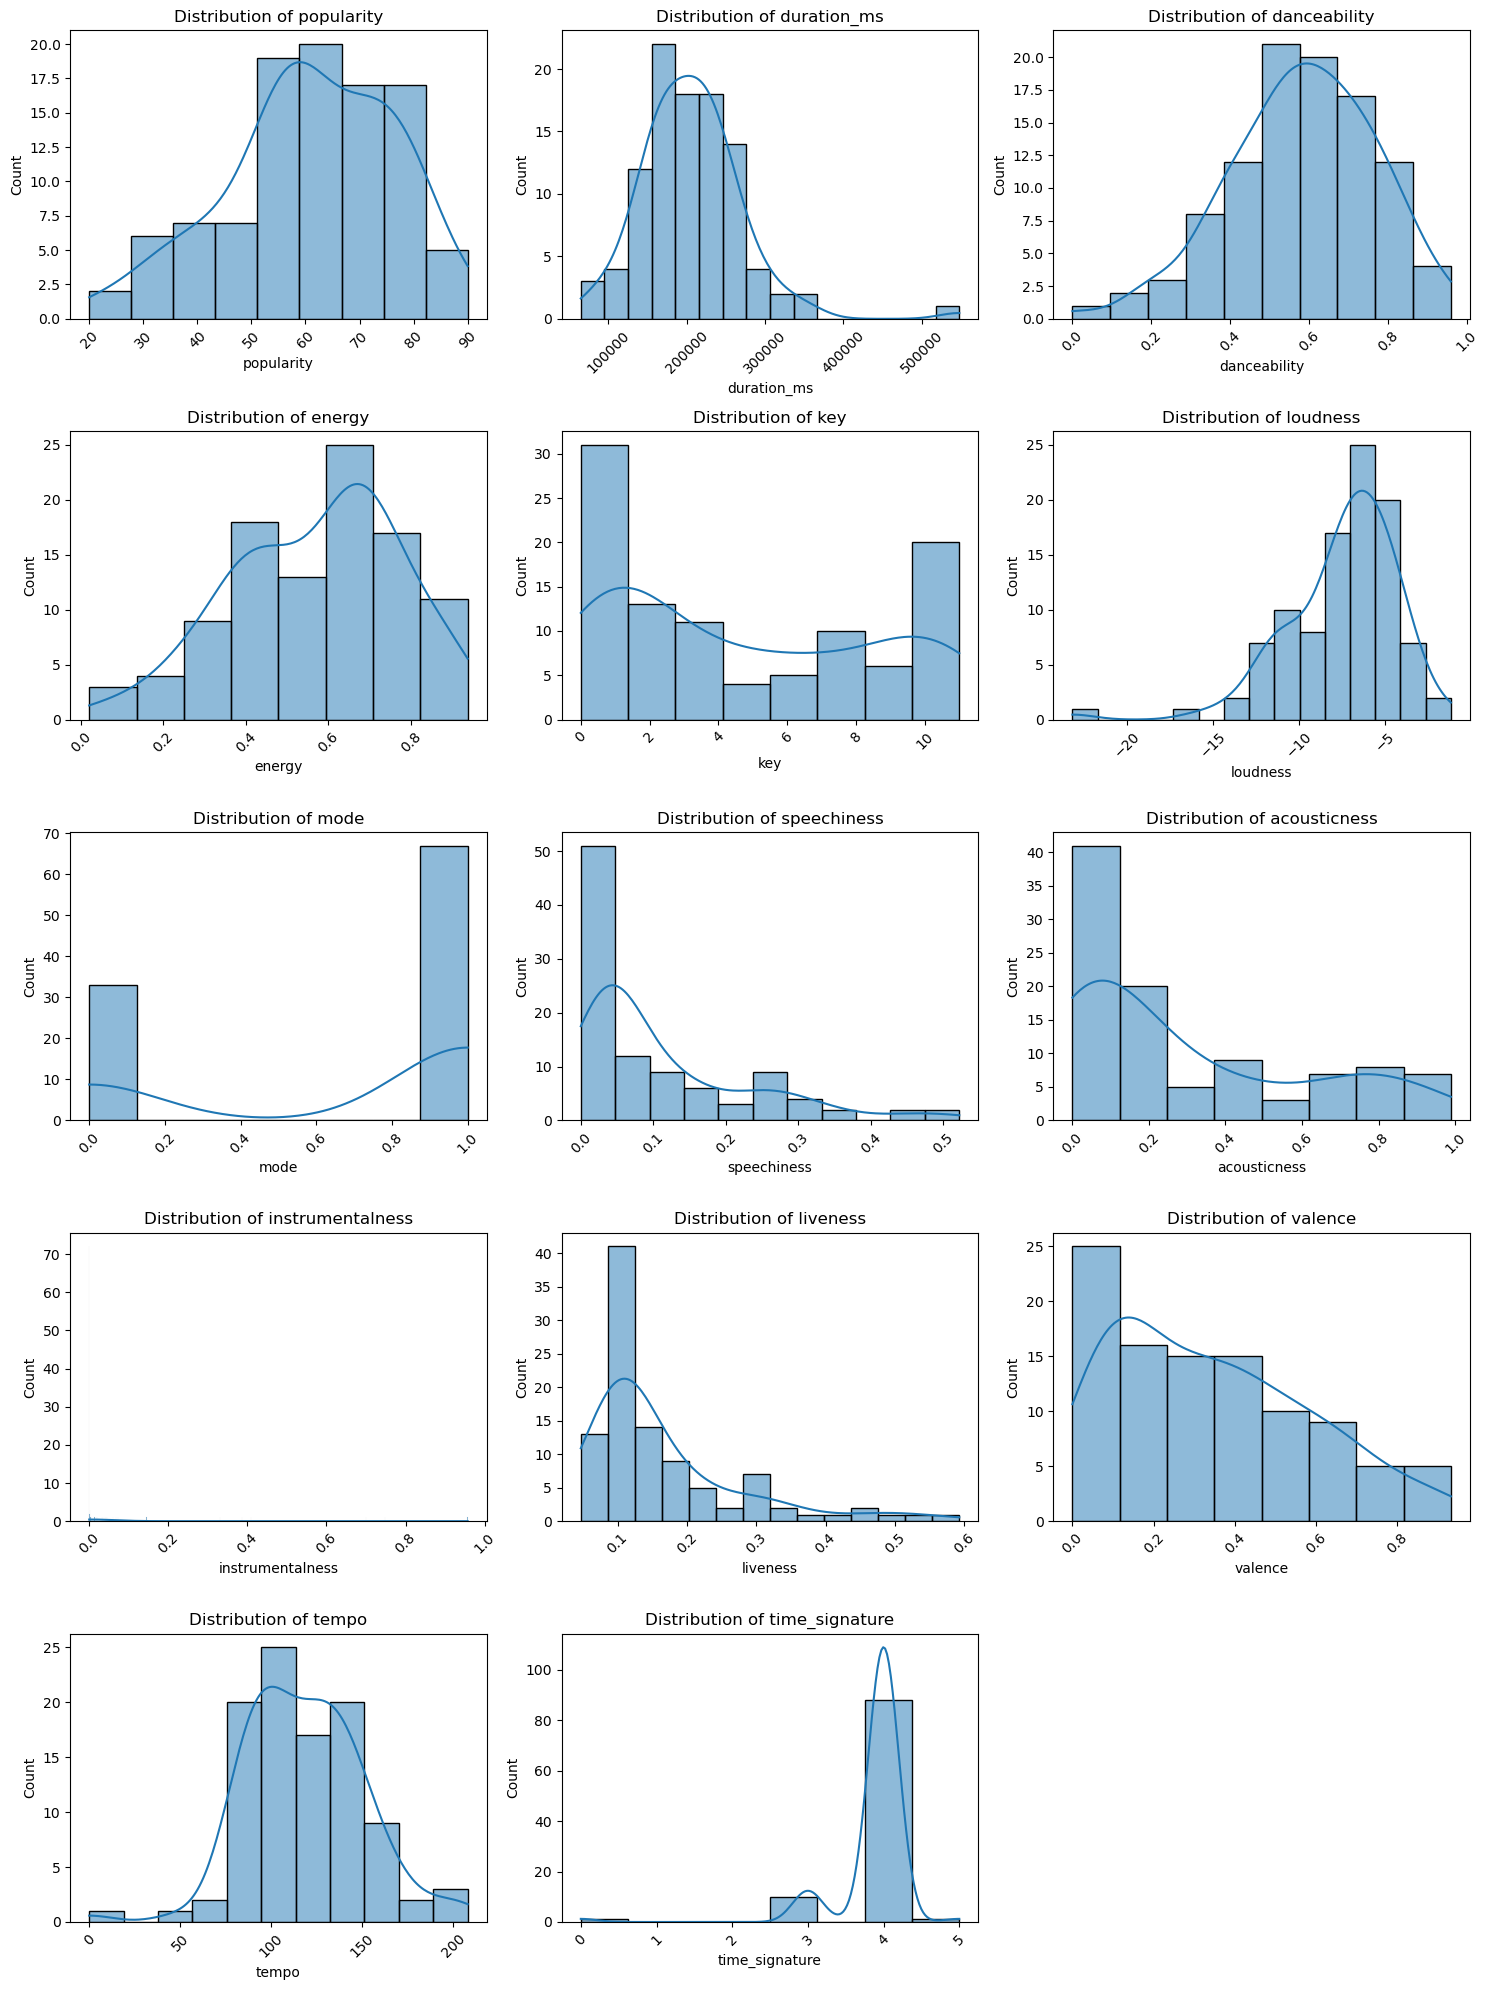 Distribution of popularity
20.0
17.5
15.0
12.5
10.0
7.5
5.0
2.5
0.0
Count
20 30 40 50 60 70 80 90
popularity
Distribution of duration_ms
20
15
10
5
0
Count
100000 200000 300000 400000 500000
duration_ms
Distribution of danceability
20.0
17.5
15.0
12.5
10.0
7.5
5.0
2.5
0.0
Count
0.0 0.2 0.4 0.6 0.8 1.0
danceability
Distribution of energy
25
20
15
10
5
0
Count
0.0 0.2 0.4 0.6 0.8
energy
Distribution of key
30
25
20
15
10
5
0
Count
0 2 4 6 8 10
key
Distribution of loudness
25
20
15
10
5
0
Count
−20 −15 −10 −5
loudness
Distribution of mode
70
60
50
40
30
20
10
0
Count
0.0 0.2 0.4 0.6 0.8 1.0
mode
Distribution of speechiness
50
40
30
20
10
0
Count
0.0 0.1 0.2 0.3 0.4 0.5
speechiness
Distribution of acousticness
40
35
30
25
20
15
10
5
0
Count
0.0 0.2 0.4 0.6 0.8 1.0
acousticness
Distribution of instrumentalness
70
60
50
40
30
20
10
0
Count
0.0 0.2 0.4 0.6 0.8 1.0
instrumentalness
Distribution of liveness
40
35
30
25
20
15
10
5
0
Count
0.1 0.2 0.3 0.4 0.5 0.6
liveness
Distribution of valence
25
20
15
10
5
0
Count
0.0 0.2 0.4 0.6 0.8
valence
Distribution of tempo
25
20
15
10
5
0
Count
0 50 100 150 200
tempo
Distribution of time_signature
100
80
60
40
20
0
Count
0 1 2 3 4 5
time_signature